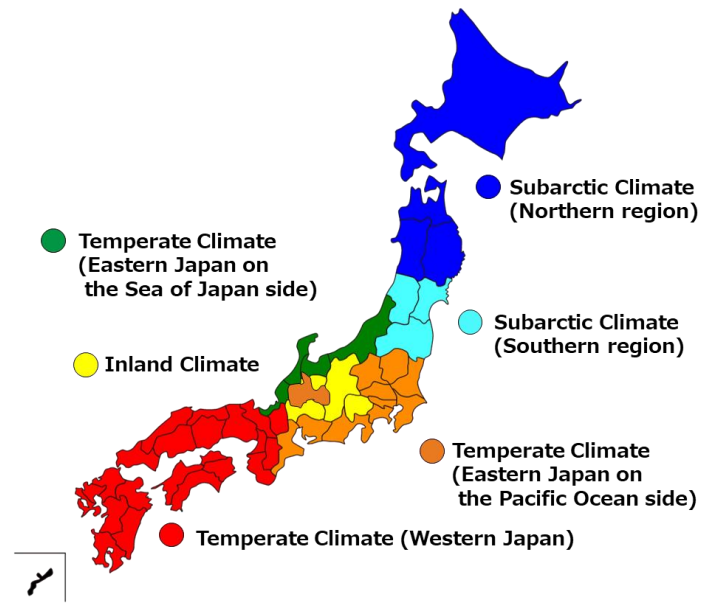 Subarctic Climate
(Northern region)
Temperate Climate
(Eastern Japan on
the Sea of Japan side)
Subarctic Climate
(Southern region)
Inland Climate
Temperate Climate
(Eastern Japan on
the Pacific Ocean side)
Temperate Climate (Western Japan)